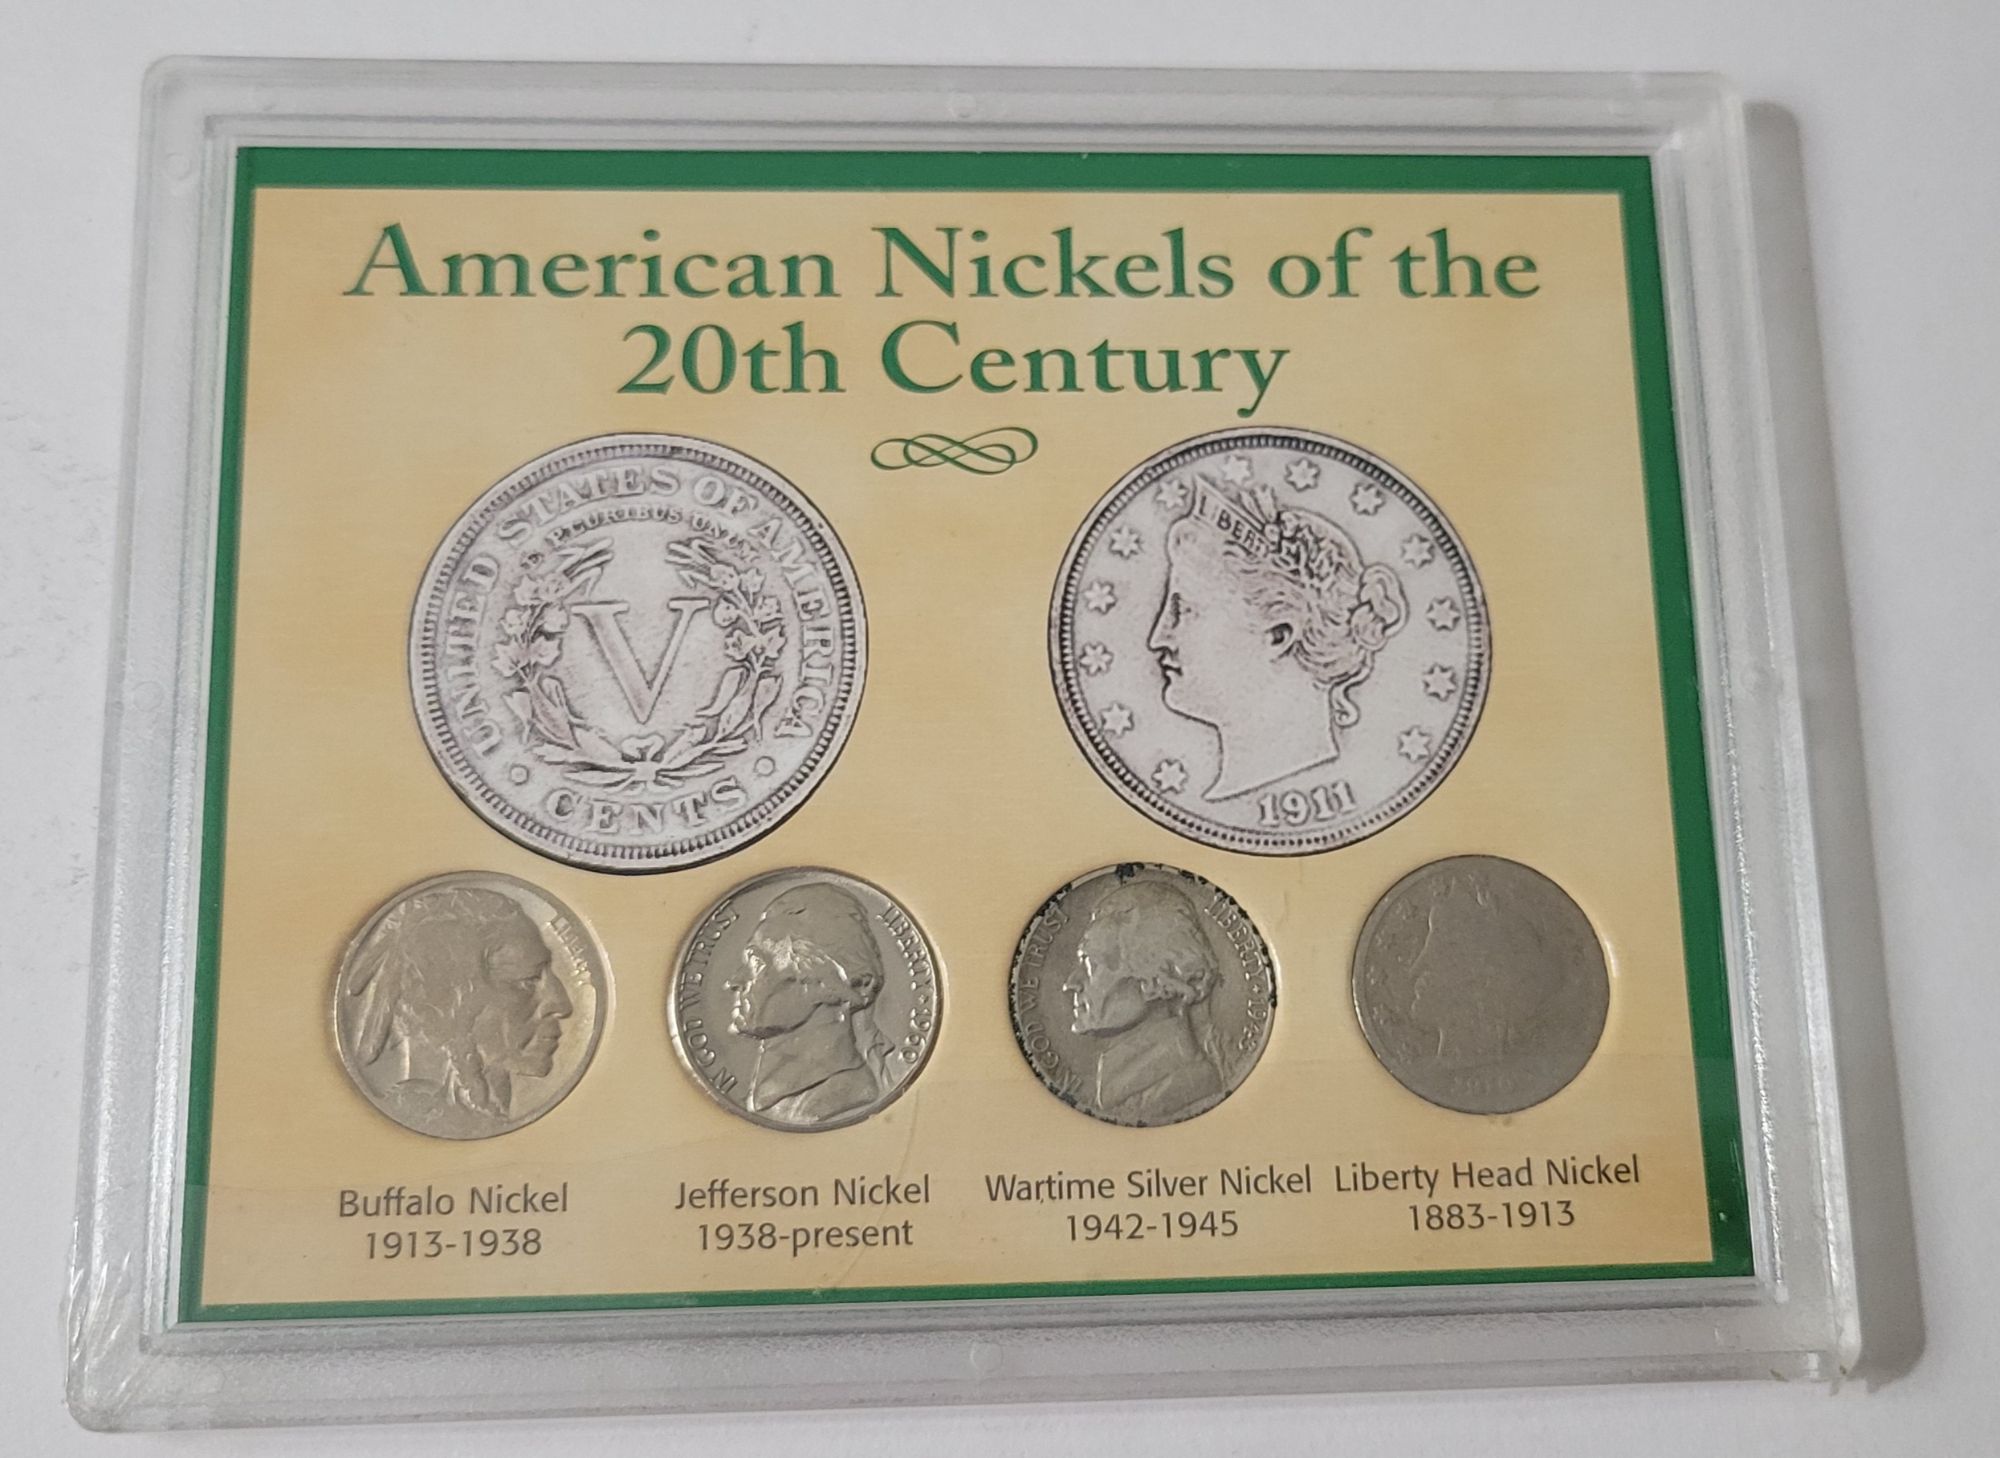 American Nickels of the
20th Century
UNITED STATES OF AMERICA
E PLURIBUS UNUM
V
CENTS
LIBERTY
1911
LIBERTY
IN GOD WE TRUST
LIBERTY · 1960
IN GOD WE TRUST
LIBERTY · 1943
Buffalo Nickel
1913-1938
Jefferson Nickel
1938-present
Wartime Silver Nickel
1942-1945
Liberty Head Nickel
1883-1913